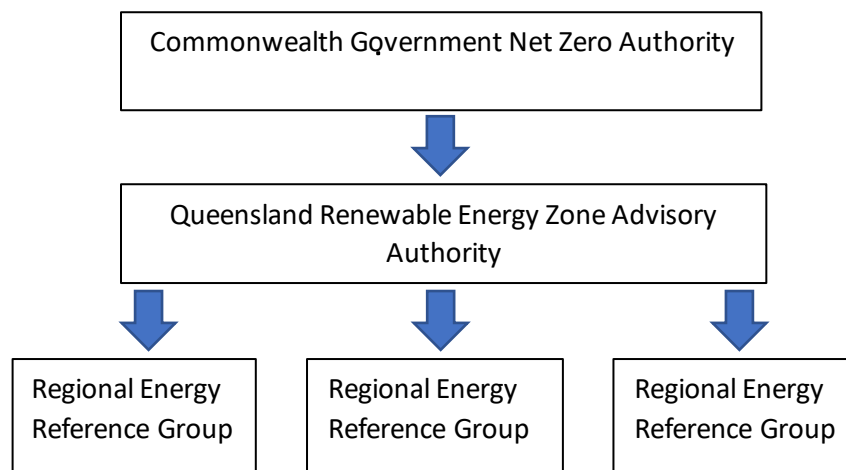 Commonwealth Government Net Zero Authority
Queensland Renewable Energy Zone Advisory
Authority
Regional Energy
Reference Group
Regional Energy
Reference Group
Regional Energy
Reference Group